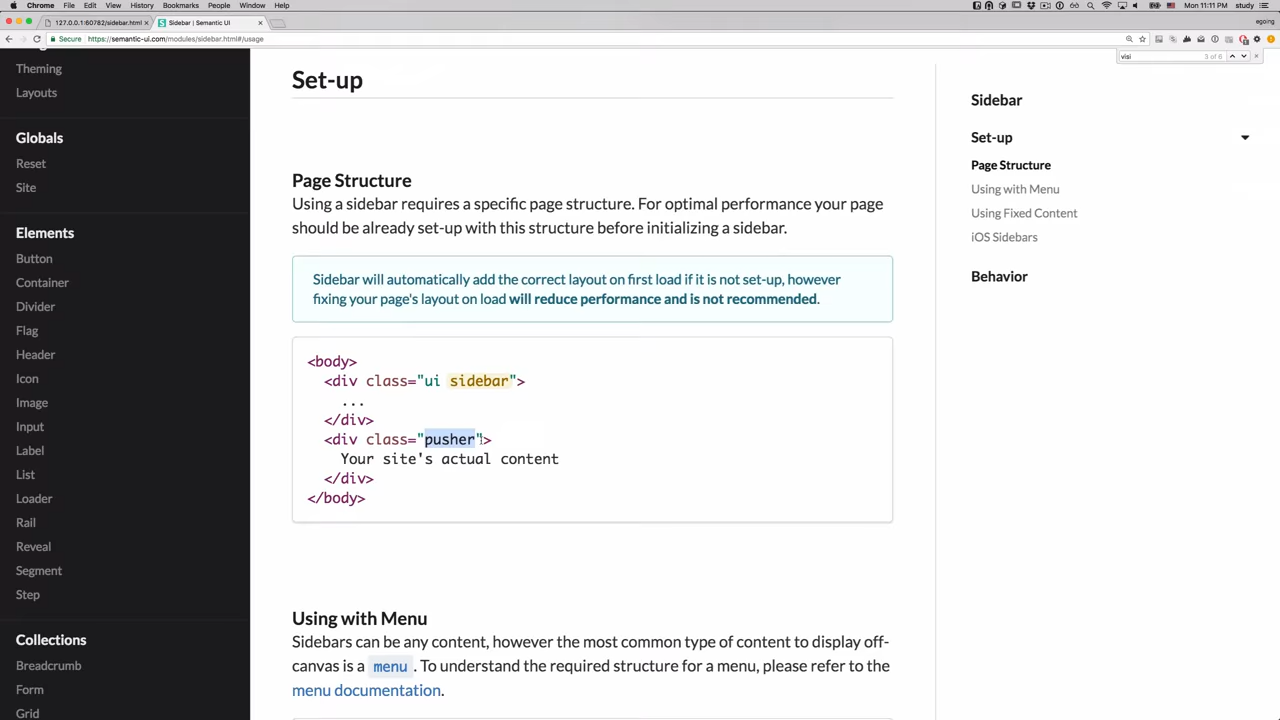 Chrome File Edit View History Bookmarks People Window Help
Mon 11:11 PM study
127.0.0.1:60782/sidebar.html
Sidebar | Semantic UI
egoing
Secure https://semantic-ui.com/modules/sidebar.html#/usage
visi 3 of 6
Theming
Layouts
Globals
Reset
Site
Elements
Button
Container
Divider
Flag
Header
Icon
Image
Input
Label
List
Loader
Rail
Reveal
Segment
Step
Collections
Breadcrumb
Form
Grid
Set-up
Page Structure
Using a sidebar requires a specific page structure. For optimal performance your page
should be already set-up with this structure before initializing a sidebar.
Sidebar will automatically add the correct layout on first load if it is not set-up, however
fixing your page's layout on load will reduce performance and is not recommended.
<body>
<div class="ui sidebar">
...
</div>
<div class="pusher">
Your site's actual content
</div>
</body>
Using with Menu
Sidebars can be any content, however the most common type of content to display off-
canvas is a menu . To understand the required structure for a menu, please refer to the
menu documentation.
Sidebar
Set-up
Page Structure
Using with Menu
Using Fixed Content
iOS Sidebars
Behavior